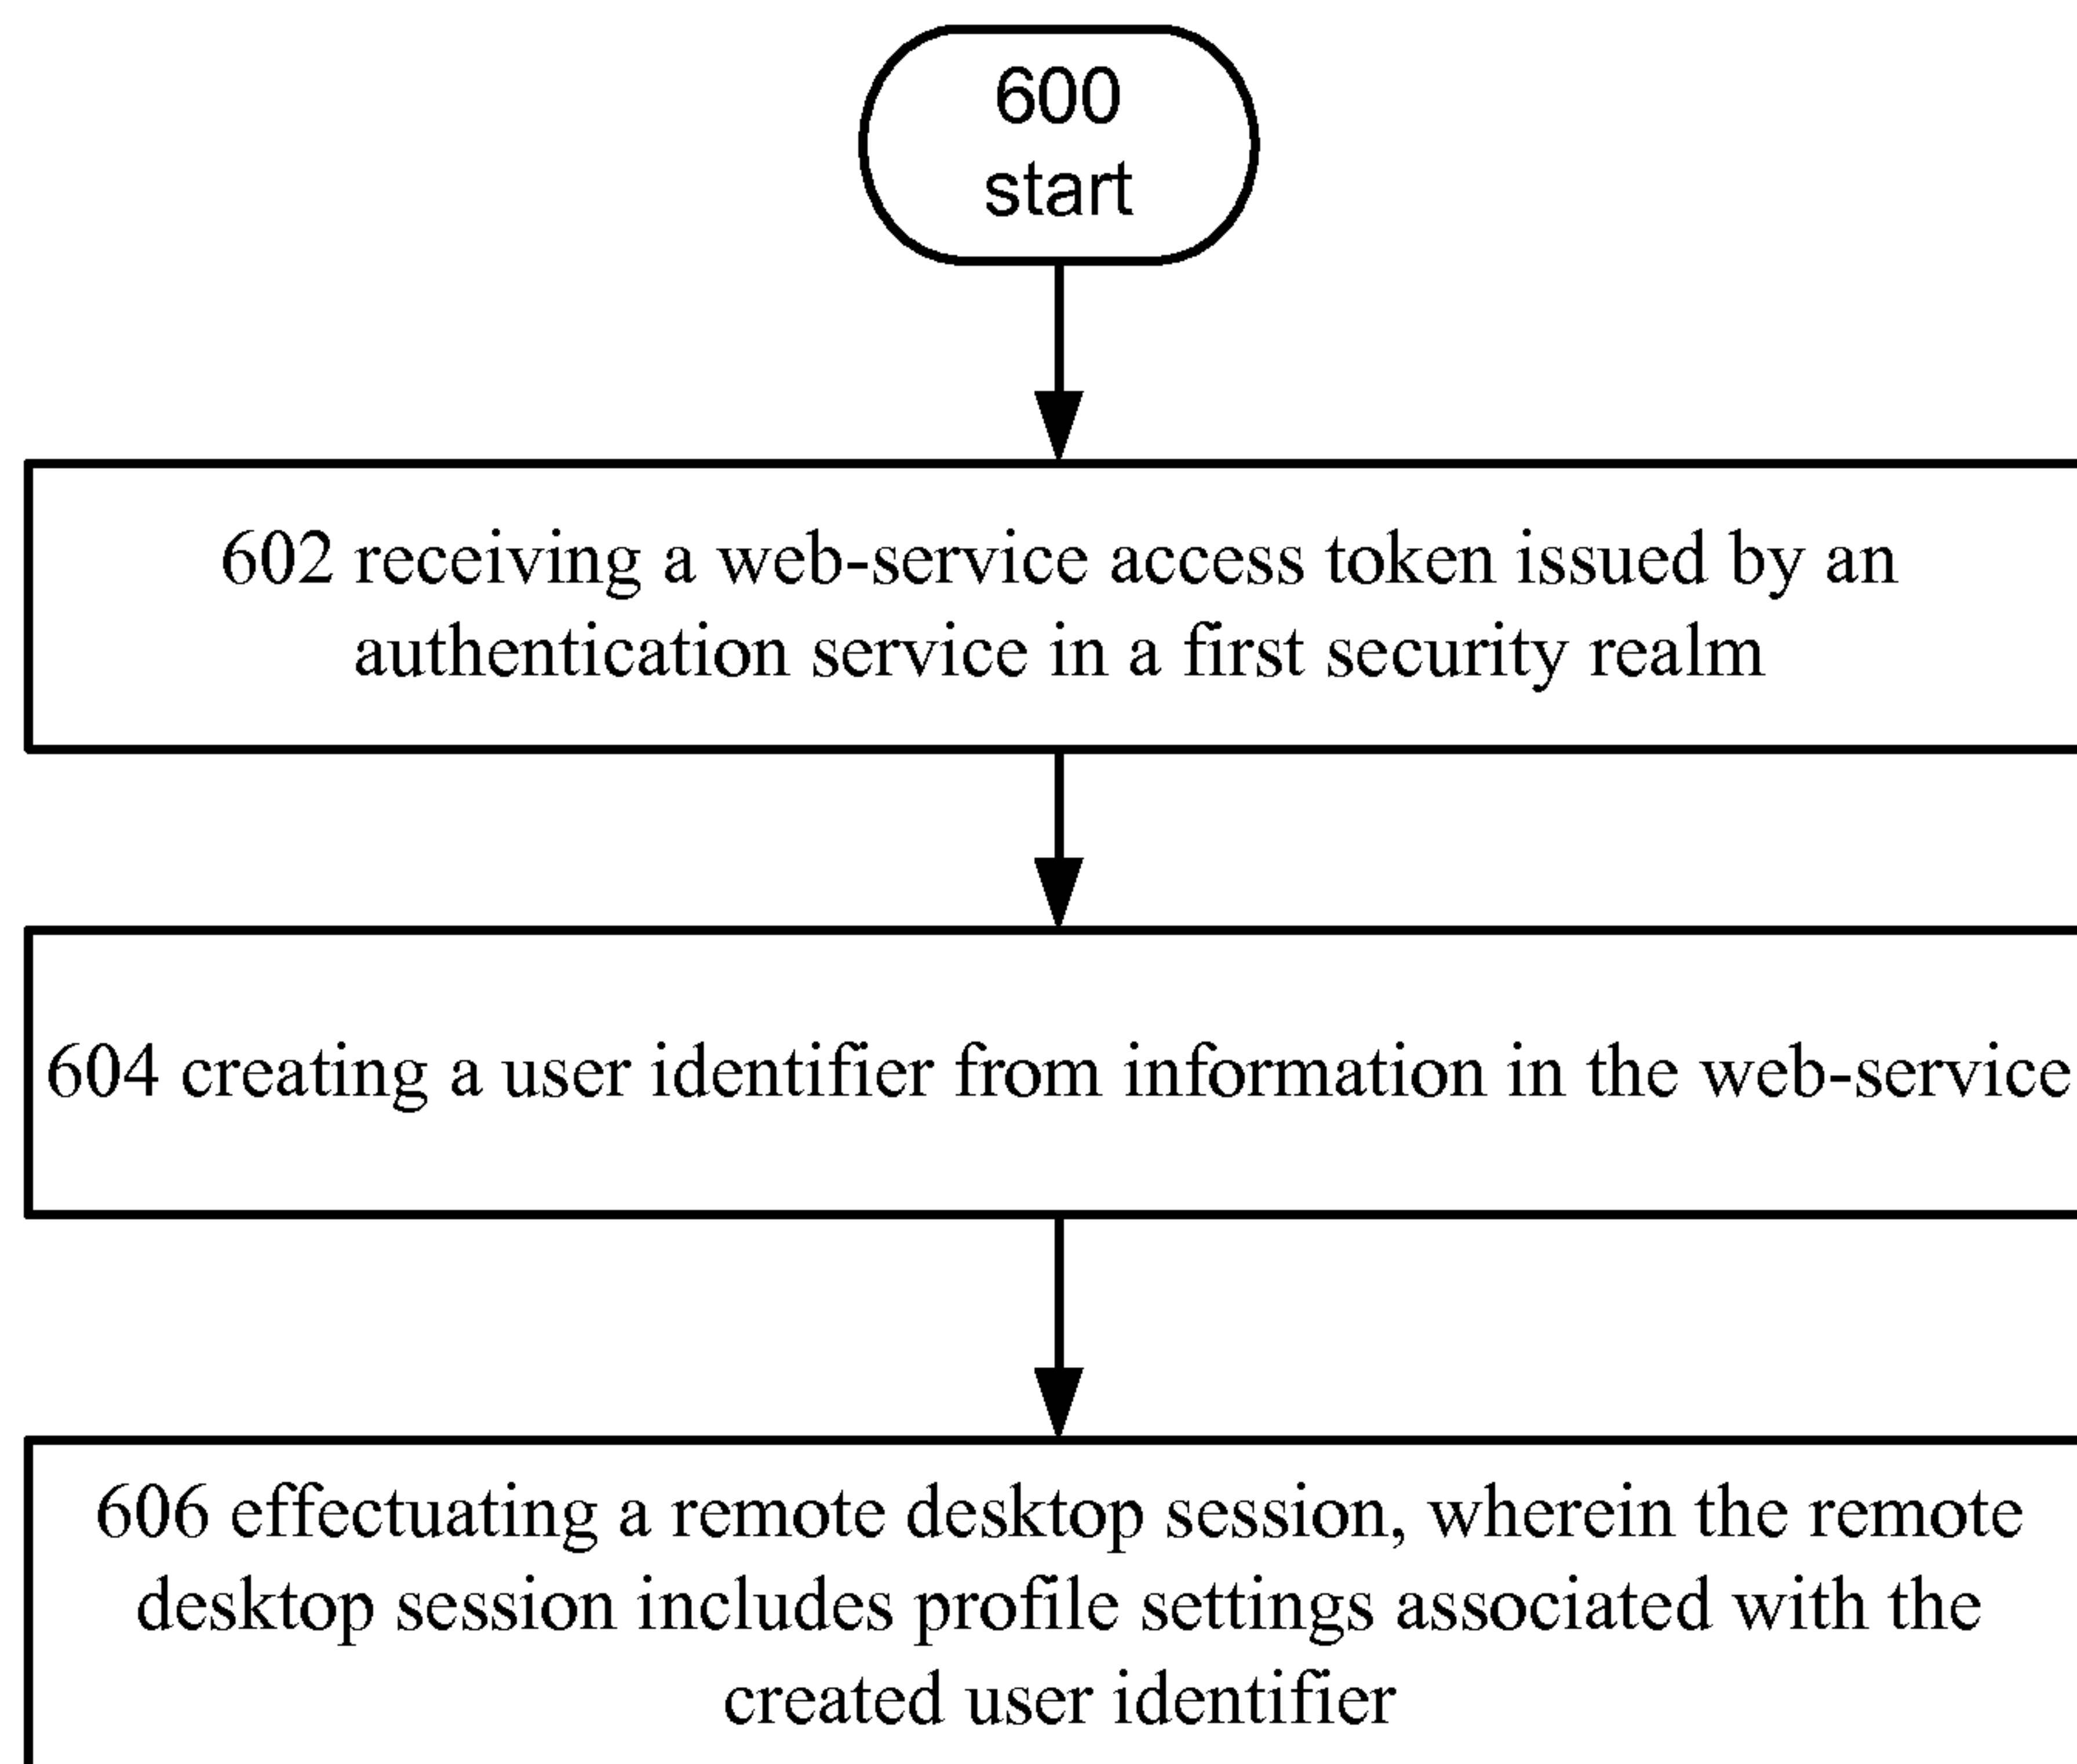 600
start
602 receiving a web-service access token issued by an
authentication service in a first security realm
604 creating a user identifier from information in the web-service
606 effectuating a remote desktop session, wherein the remote
desktop session includes profile settings associated with the
created user identifier